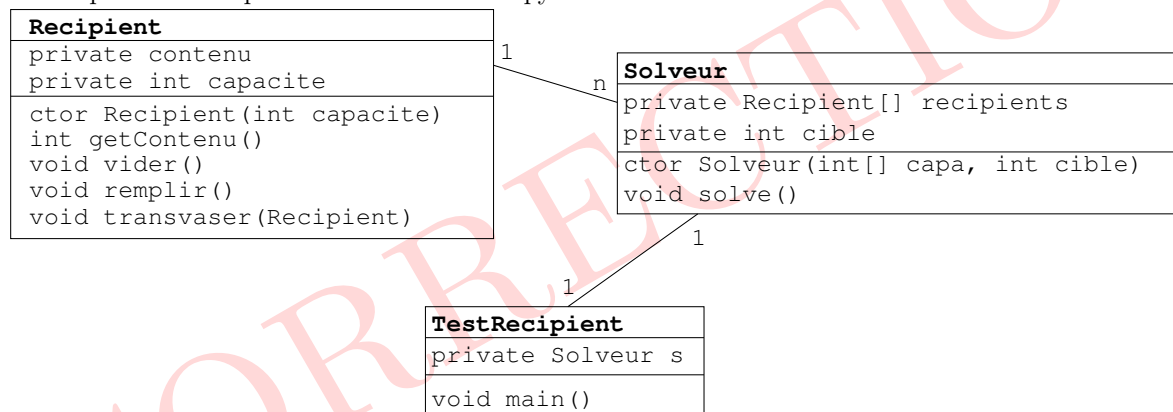 Recipient
private contenu
private int capacite
ctor Recipient(int capacite)
int getContenu()
void vider()
void remplir()
void transvaser(Recipient)
1
n
Solveur
private Recipient[] recipients
private int cible
ctor Solveur(int[] capa, int cible)
void solve()
1
1
TestRecipient
private Solveur s
void main()
CORRECTION